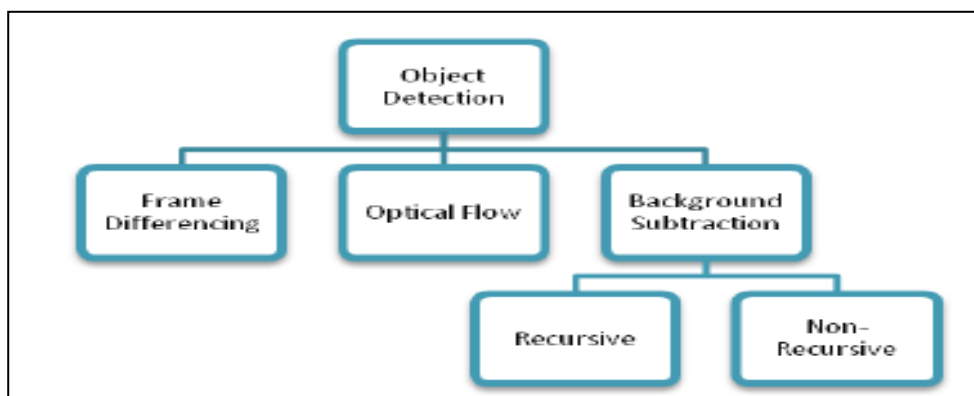 Object
Detection
Frame
Differencing
Optical Flow
Background
Subtraction
Recursive
Non-
Recursive